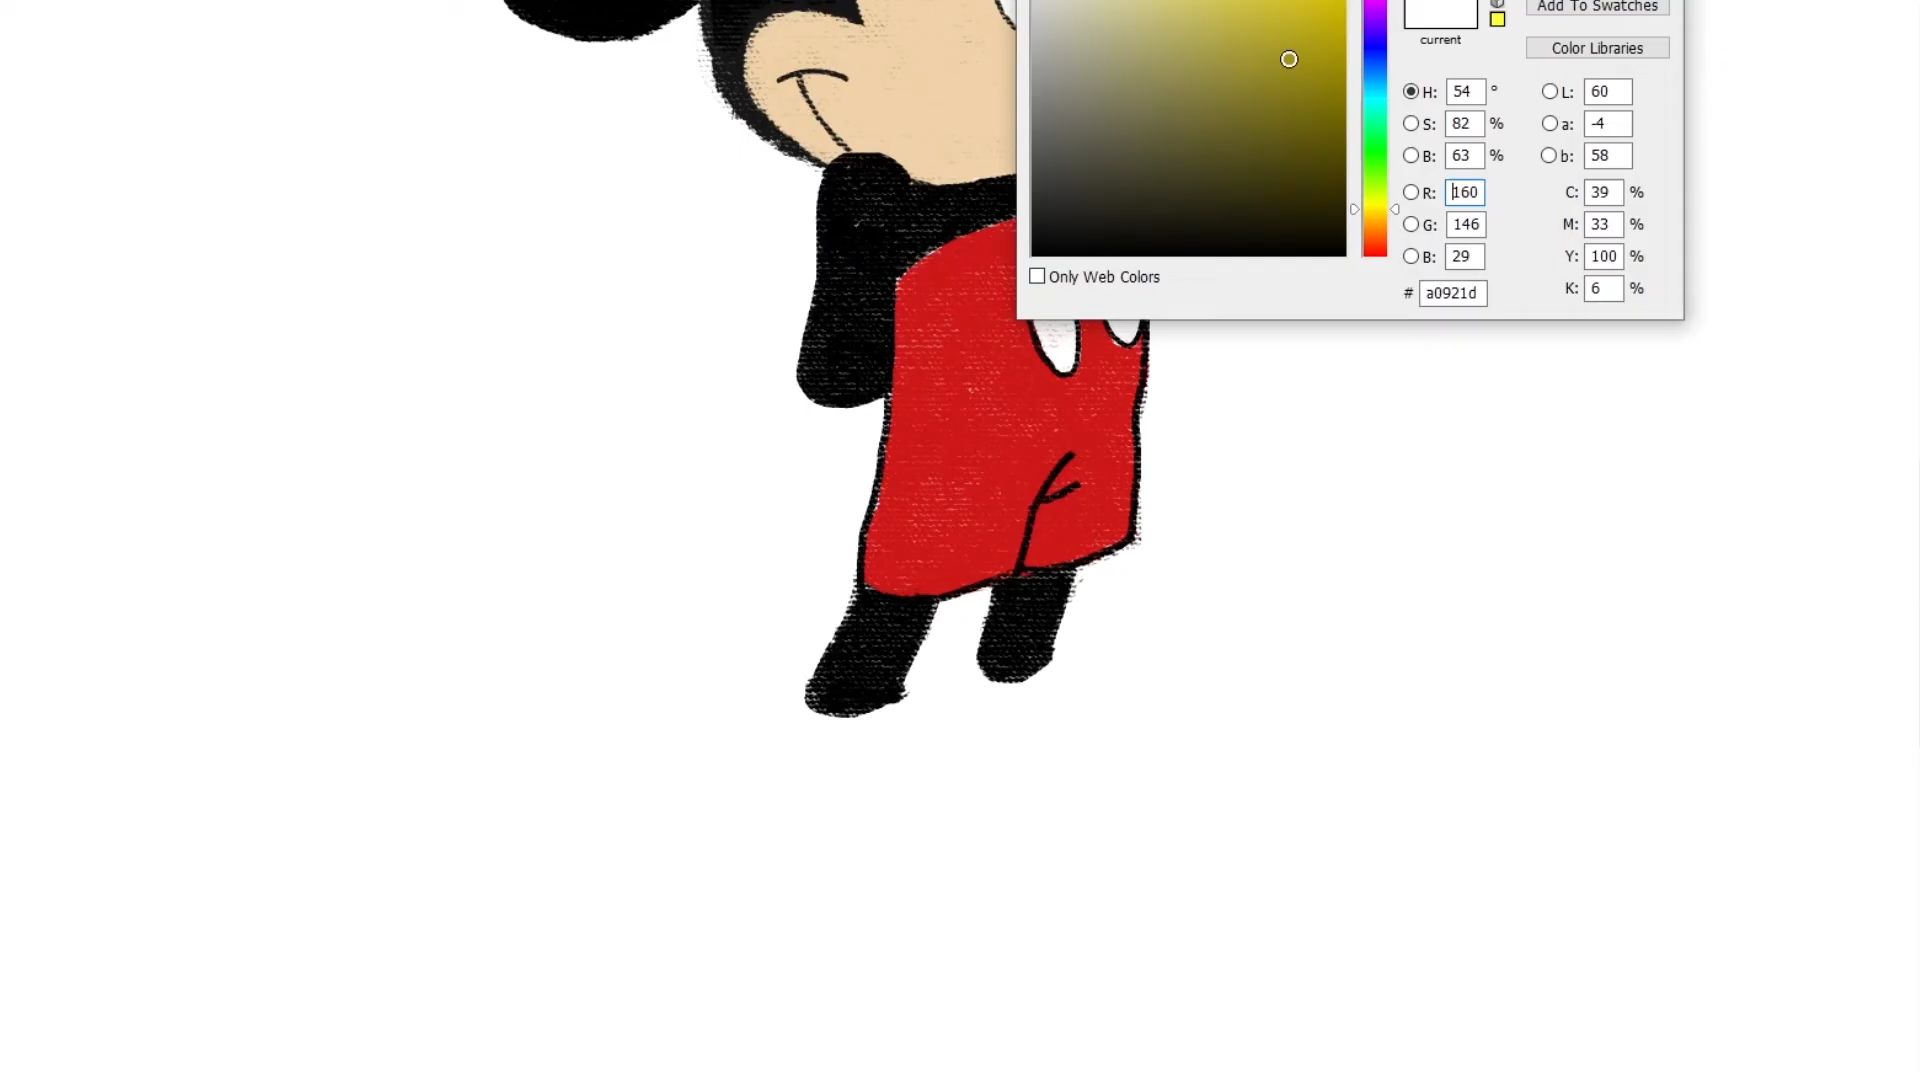 Add To Swatches
current
Color Libraries
H: 54 ° L: 60
S: 82 % a: -4
B: 63 % b: 58
R: 160 C: 39 %
G: 146 M: 33 %
B: 29 Y: 100 %
Only Web Colors
# a0921d K: 6 %